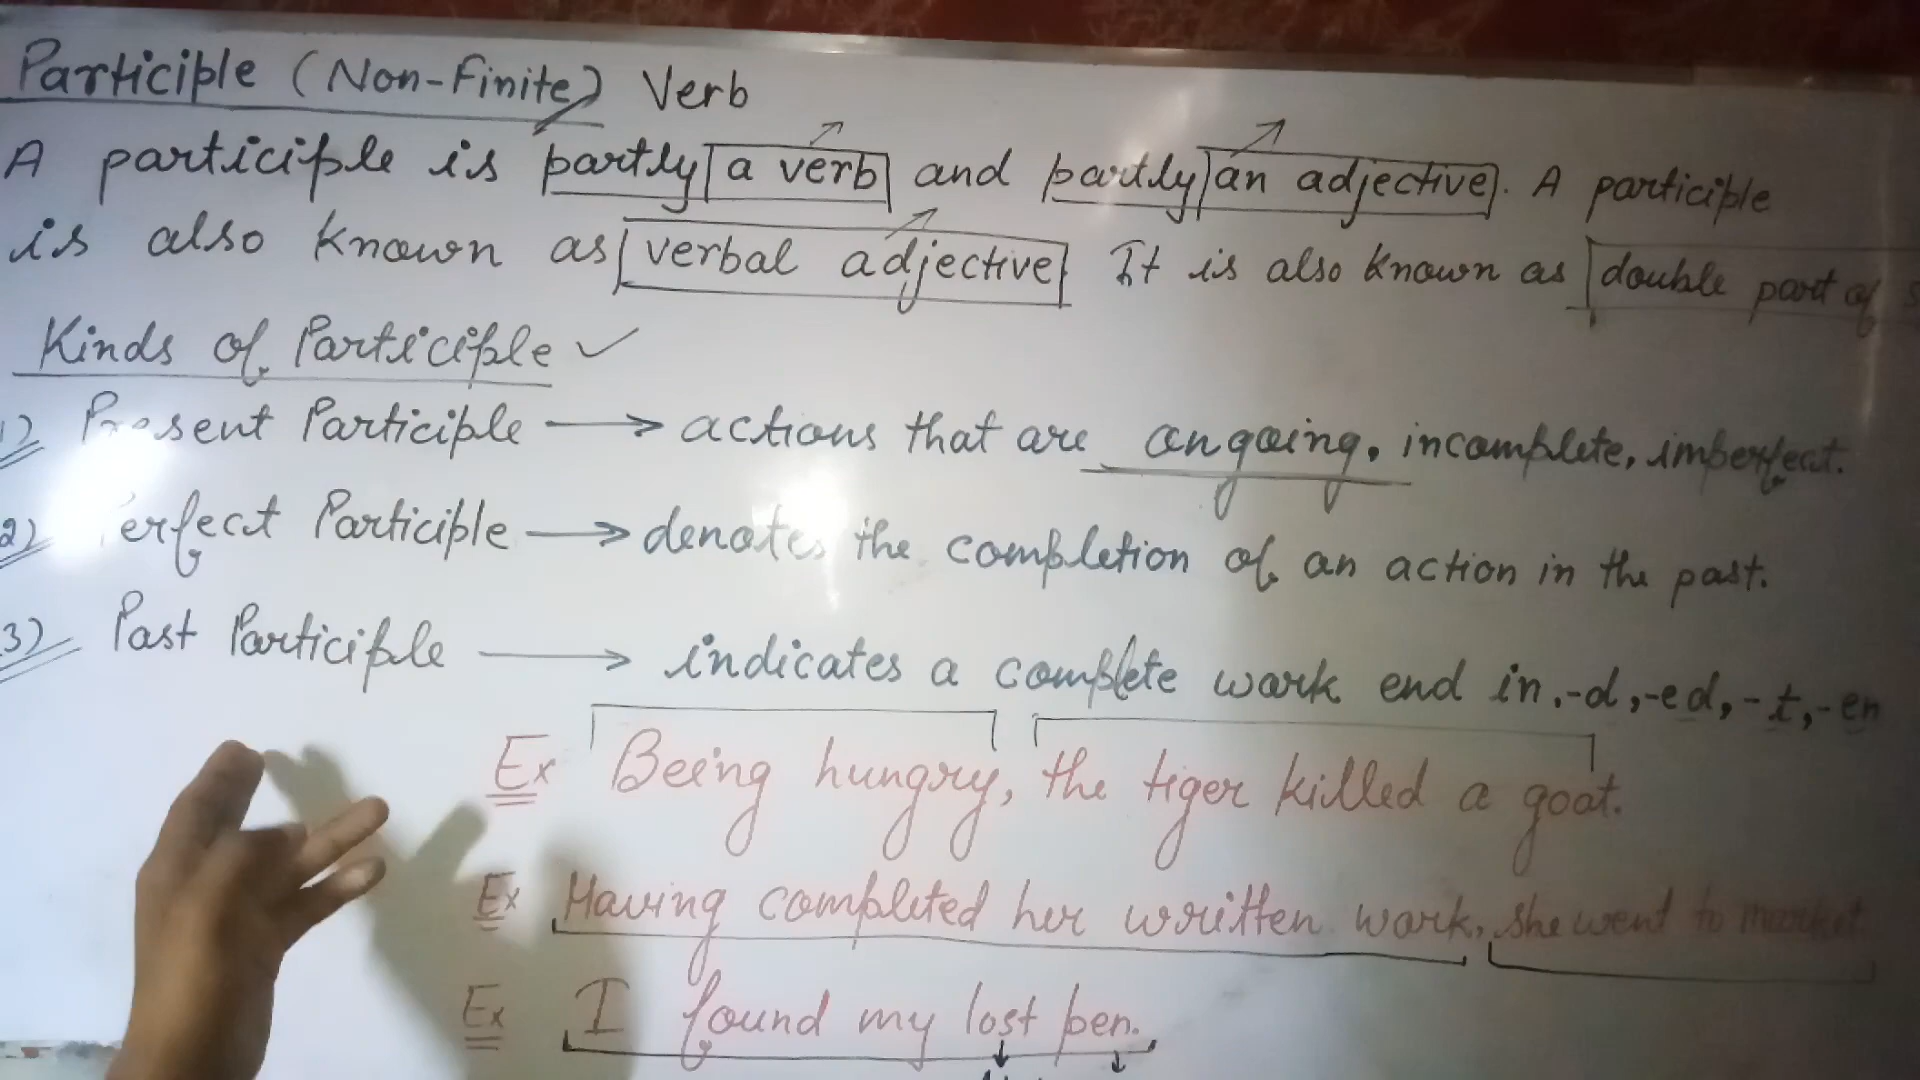 Participle (Non-Finite) Verb
A participle is partly a verb and partly an adjective. A participle
is also known as verbal adjective It is also known as double part of
Kinds of Participle ✓
1) Present Participle → actions that are ongoing, incomplete, imperfect.
2) Perfect Participle → denotes the completion of an action in the past.
3) Past Participle → indicates a complete work end in, -d, -ed, -t, -en
Ex Being hungry, the tiger killed a goat.
Ex Having completed her written work, she went to market
Ex I found my lost pen.